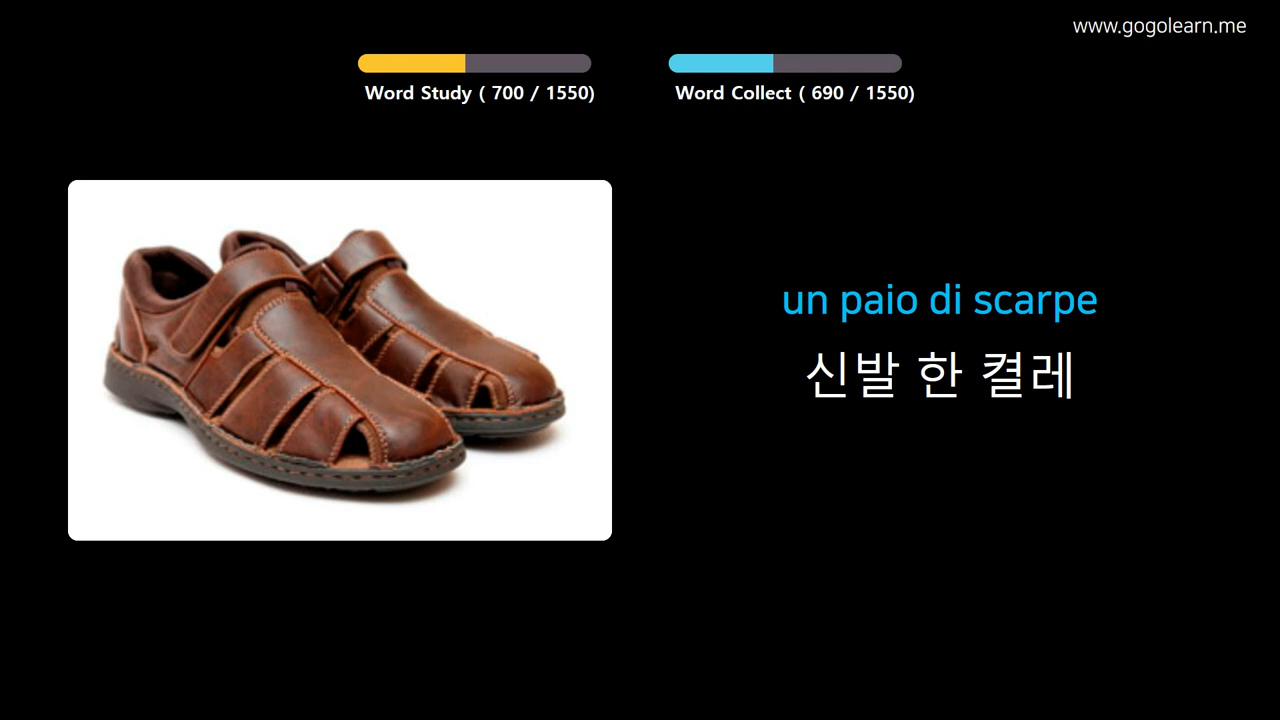 www.gogolearn.me
Word Study ( 700 / 1550)
Word Collect ( 690 / 1550)
un paio di scarpe
신발 한 켤레